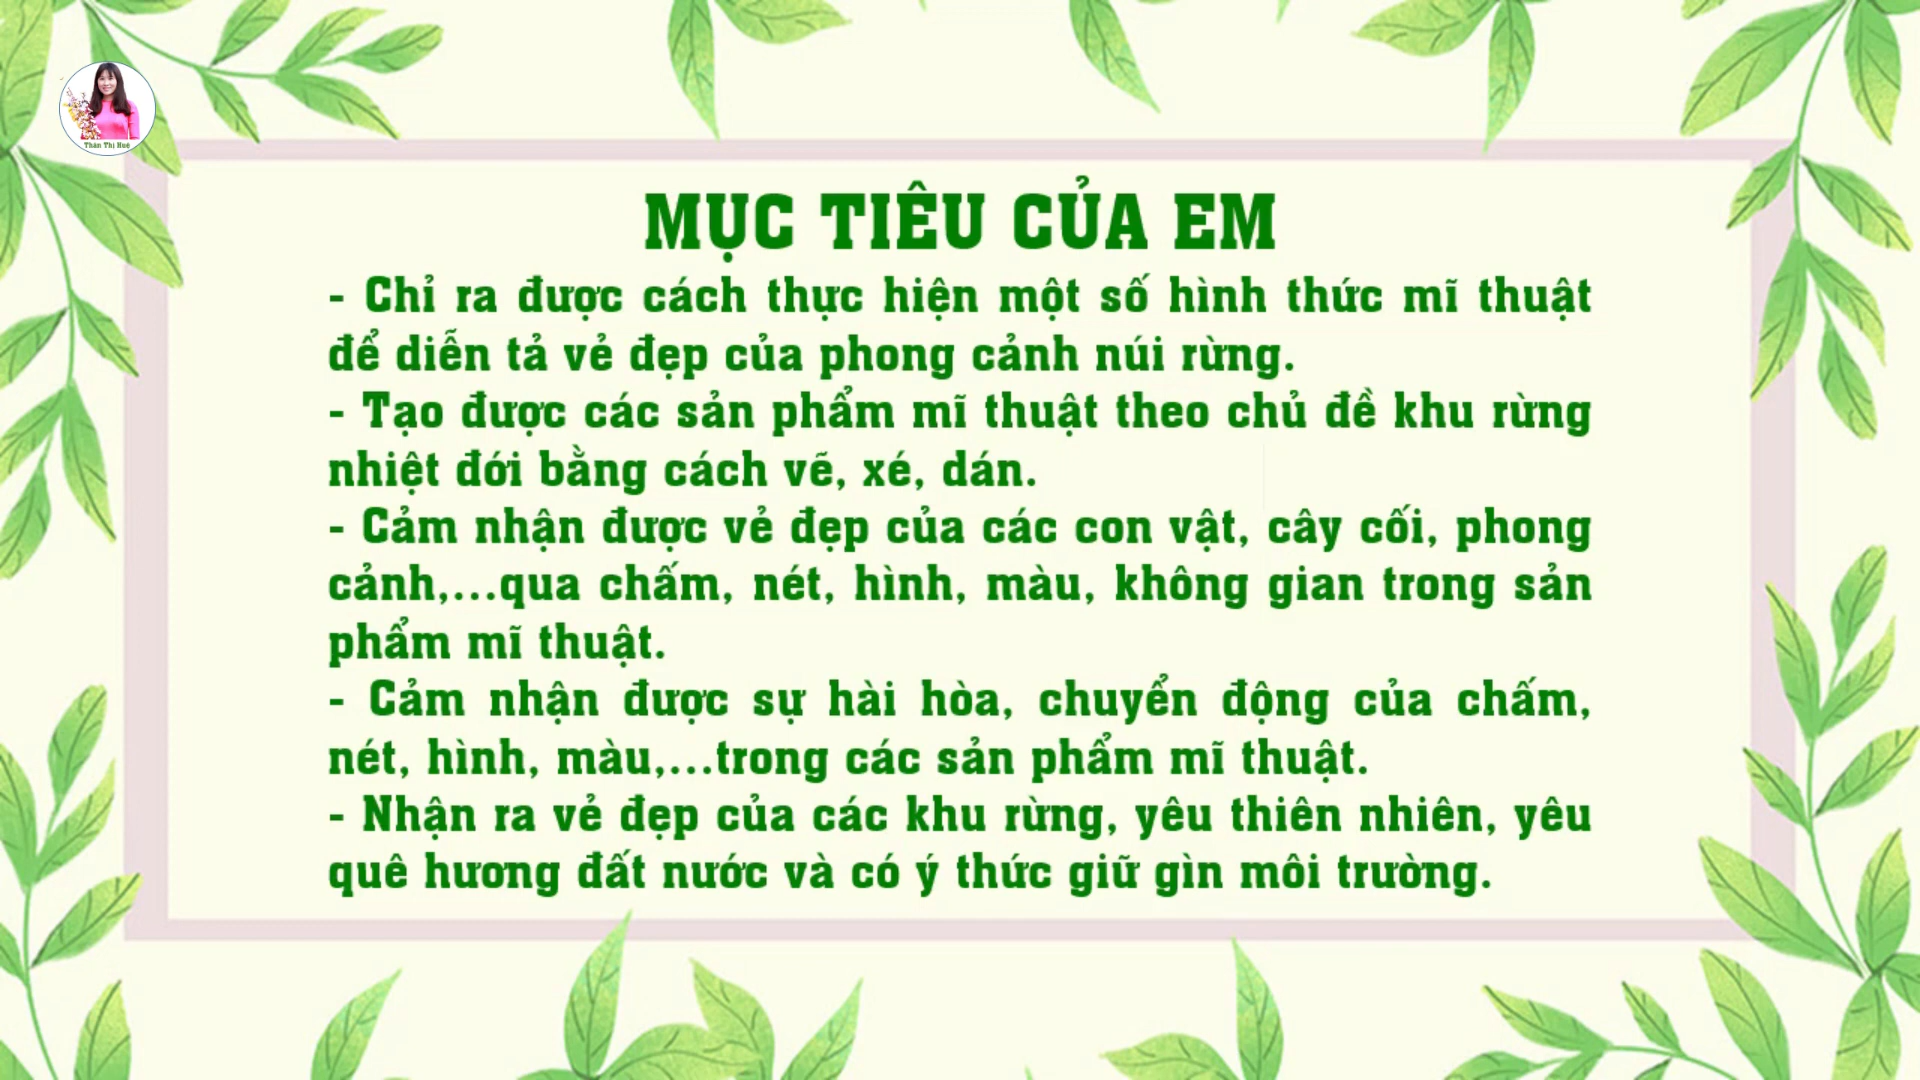 Thân Thị Huệ
MỤC TIÊU CỦA EM
- Chỉ ra được cách thực hiện một số hình thức mĩ thuật
để diễn tả vẻ đẹp của phong cảnh núi rừng.
- Tạo được các sản phẩm mĩ thuật theo chủ đề khu rừng
nhiệt đới bằng cách vẽ, xé, dán.
- Cảm nhận được vẻ đẹp của các con vật, cây cối, phong
cảnh,...qua chấm, nét, hình, màu, không gian trong sản
phẩm mĩ thuật.
- Cảm nhận được sự hài hòa, chuyển động của chấm,
nét, hình, màu,...trong các sản phẩm mĩ thuật.
- Nhận ra vẻ đẹp của các khu rừng, yêu thiên nhiên, yêu
quê hương đất nước và có ý thức giữ gìn môi trường.